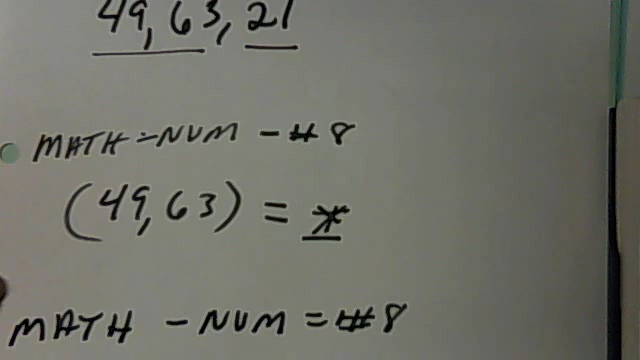 49, 63, 21
MATH - NUM - # 8
(49, 63) = *
MATH - NUM = # 8